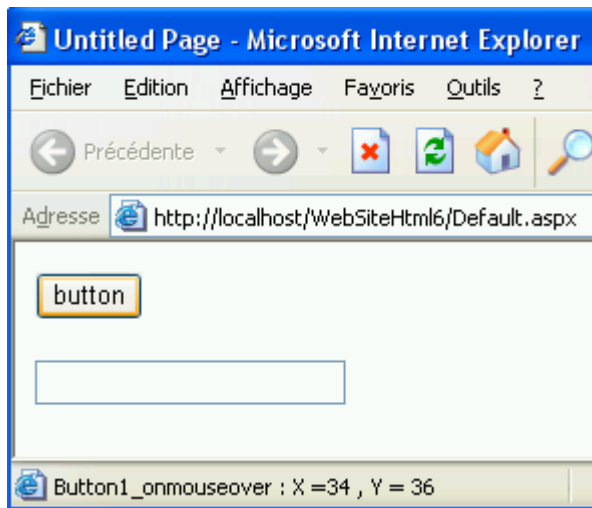 Untitled Page - Microsoft Internet Explorer
Fichier Edition Affichage Favoris Outils ?
Précédente
Adresse http://localhost/WebSiteHtml6/Default.aspx
button
Button1_onmouseover : X =34 , Y = 36